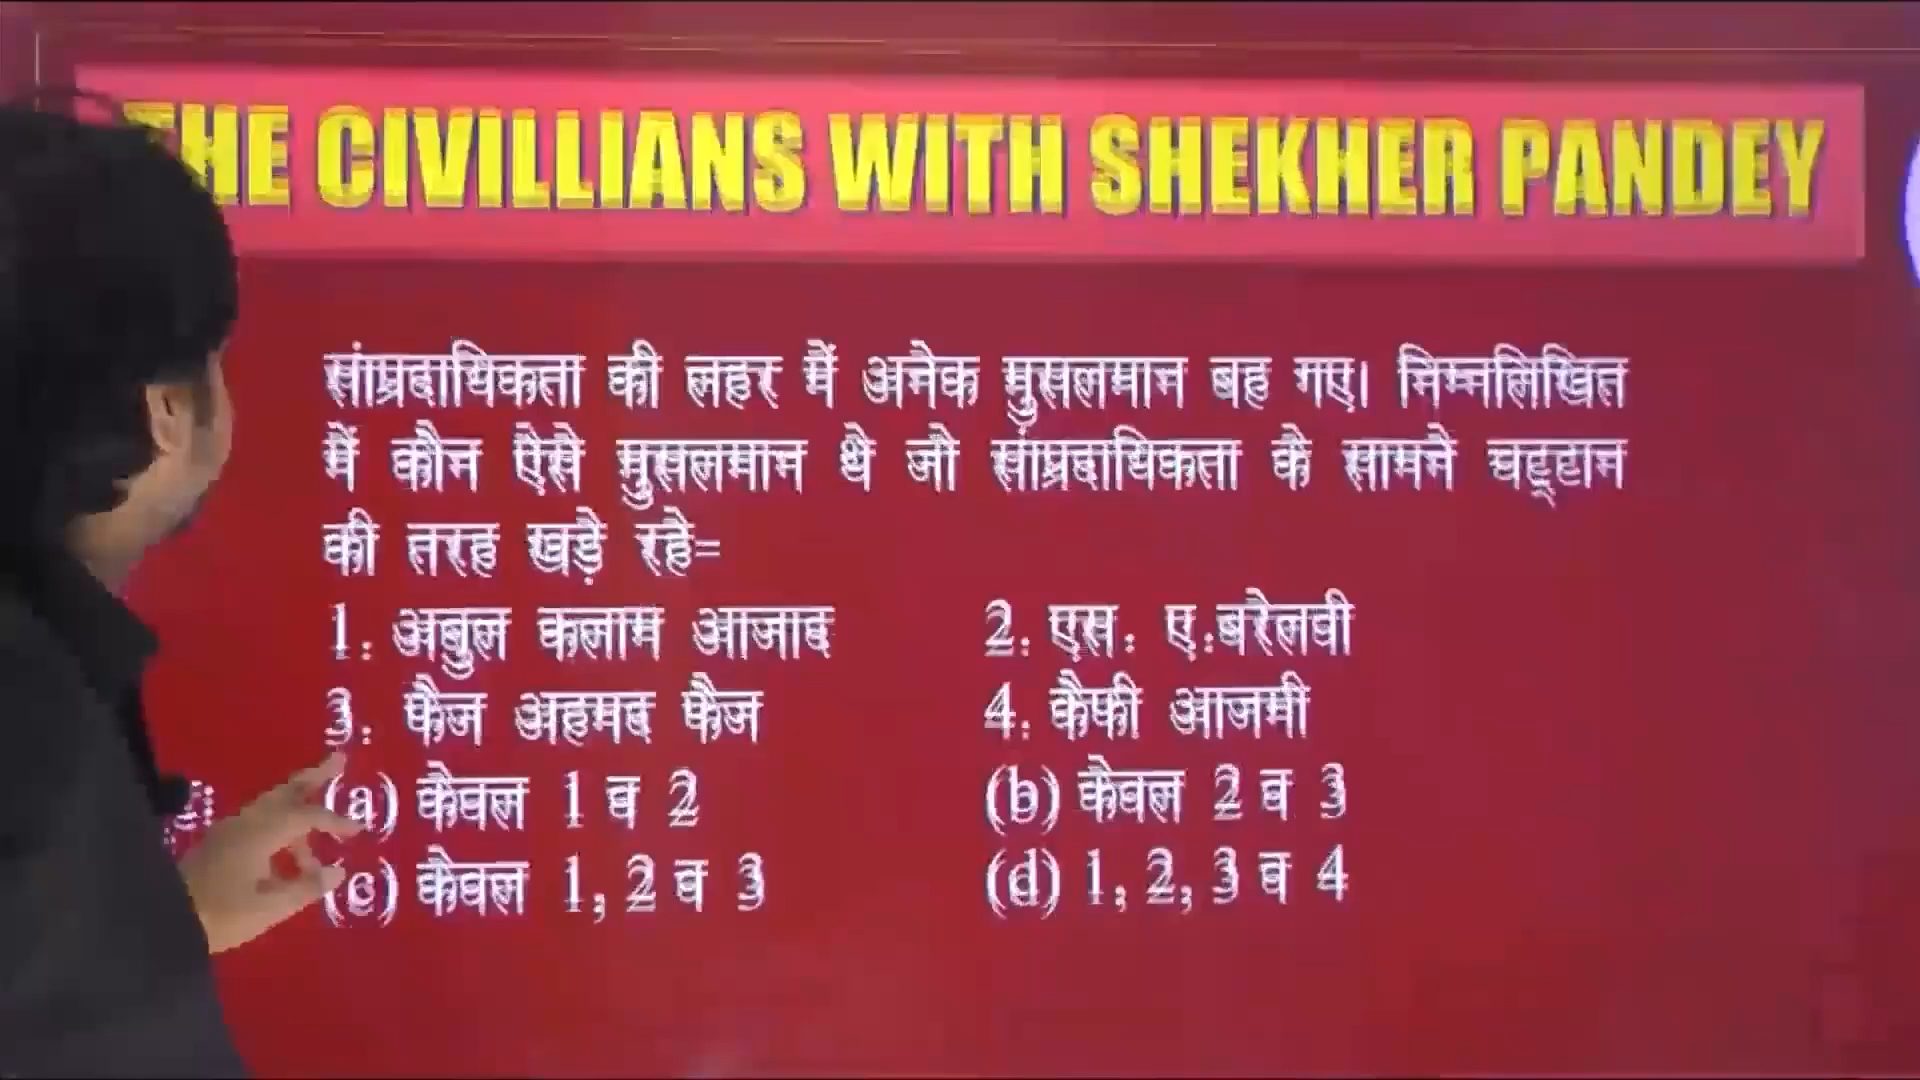 THE CIVILLIANS WITH SHEKHER PANDEY
सांप्रदायिकता की लहर में अनेक मुसलमान बह गए। निम्नलिखित
में कौन ऐसे मुसलमान थे जो सांप्रदायिकता के सामने चट्टान
की तरह खड़े रहे-
1. अबुल कलाम आजाद 2. एस. ए.बरेलवी
3. फैज अहमद फैज 4. कैफी आजमी
(a) केवल 1 व 2 (b) केवल 2 व 3
(c) केवल 1, 2 व 3 (d) 1, 2, 3 व 4